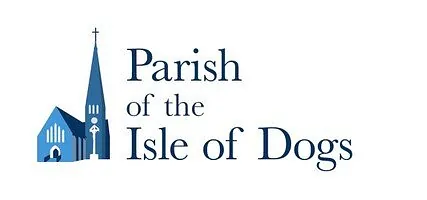 Parish
of the
Isle of Dogs